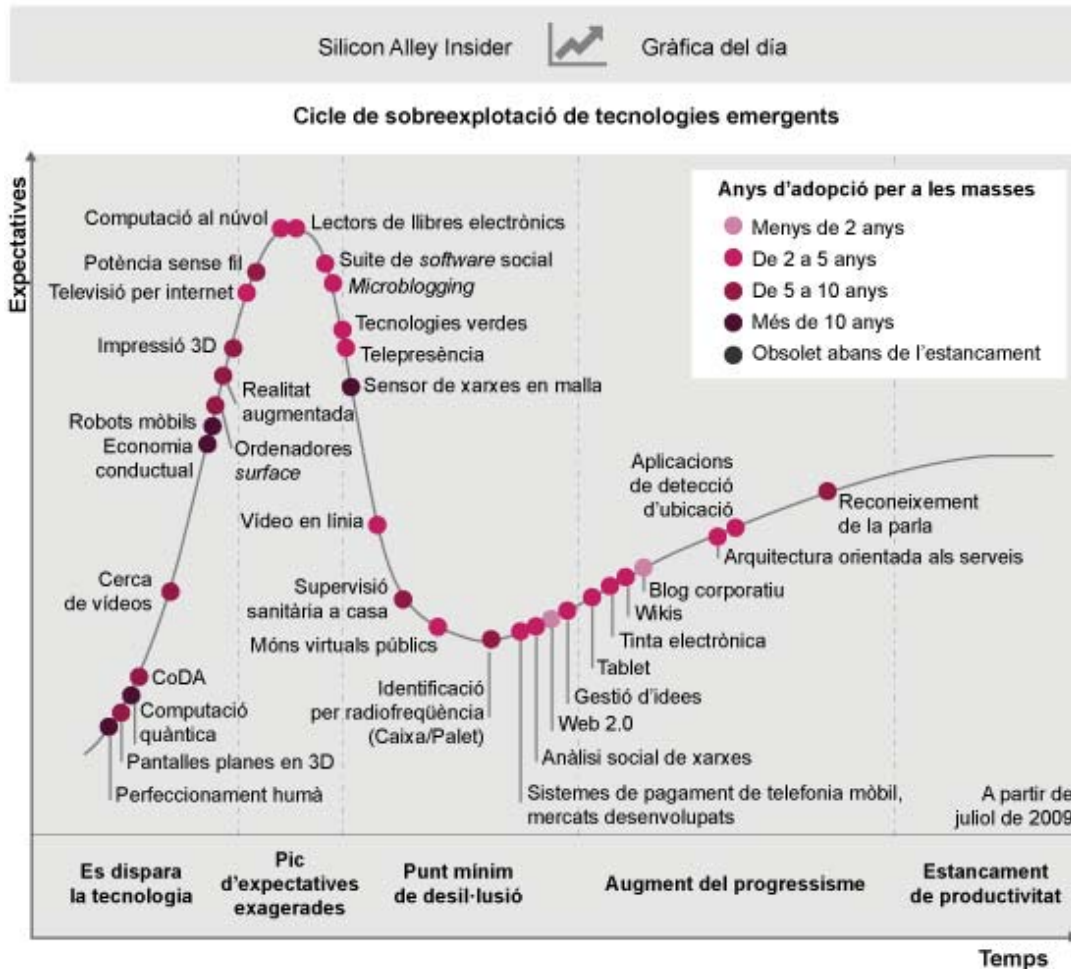 Silicon Alley Insider
Gràfica del día
Cicle de sobreexplotació de tecnologies emergents
Expectatives
Anys d'adopció per a les masses
Menys de 2 anys
De 2 a 5 anys
De 5 a 10 anys
Més de 10 anys
Obsolet abans de l'estancament
Computació al núvol
Lectors de llibres electrònics
Potència sense fil
Suite de software social
Televisió per internet
Microblogging
Tecnologies verdes
Impressió 3D
Telepresència
Realitat
augmentada
Sensor de xarxes en malla
Robots mòbils
Economia
conductual
Ordenadores
surface
Aplicacions
de detecció
d'ubicació
Reconeixement
de la parla
Vídeo en línia
Arquitectura orientada als serveis
Cerca
de vídeos
Supervisió
sanitària a casa
Blog corporatiu
Wikis
Móns virtuals públics
Tinta electrònica
Tablet
CoDA
Identificació
per radiofreqüència
(Caixa/Palet)
Gestió d'idees
Computació
quàntica
Web 2.0
Pantalles planes en 3D
Anàlisi social de xarxes
Perfeccionament humà
Sistemes de pagament de telefonia mòbil,
mercats desenvolupats
A partir de
juliol de 2009
Es dispara
la tecnologia
Pic
d'expectatives
exagerades
Punt mínim
de desil·lusió
Augment del progressisme
Estancament
de productivitat
Temps